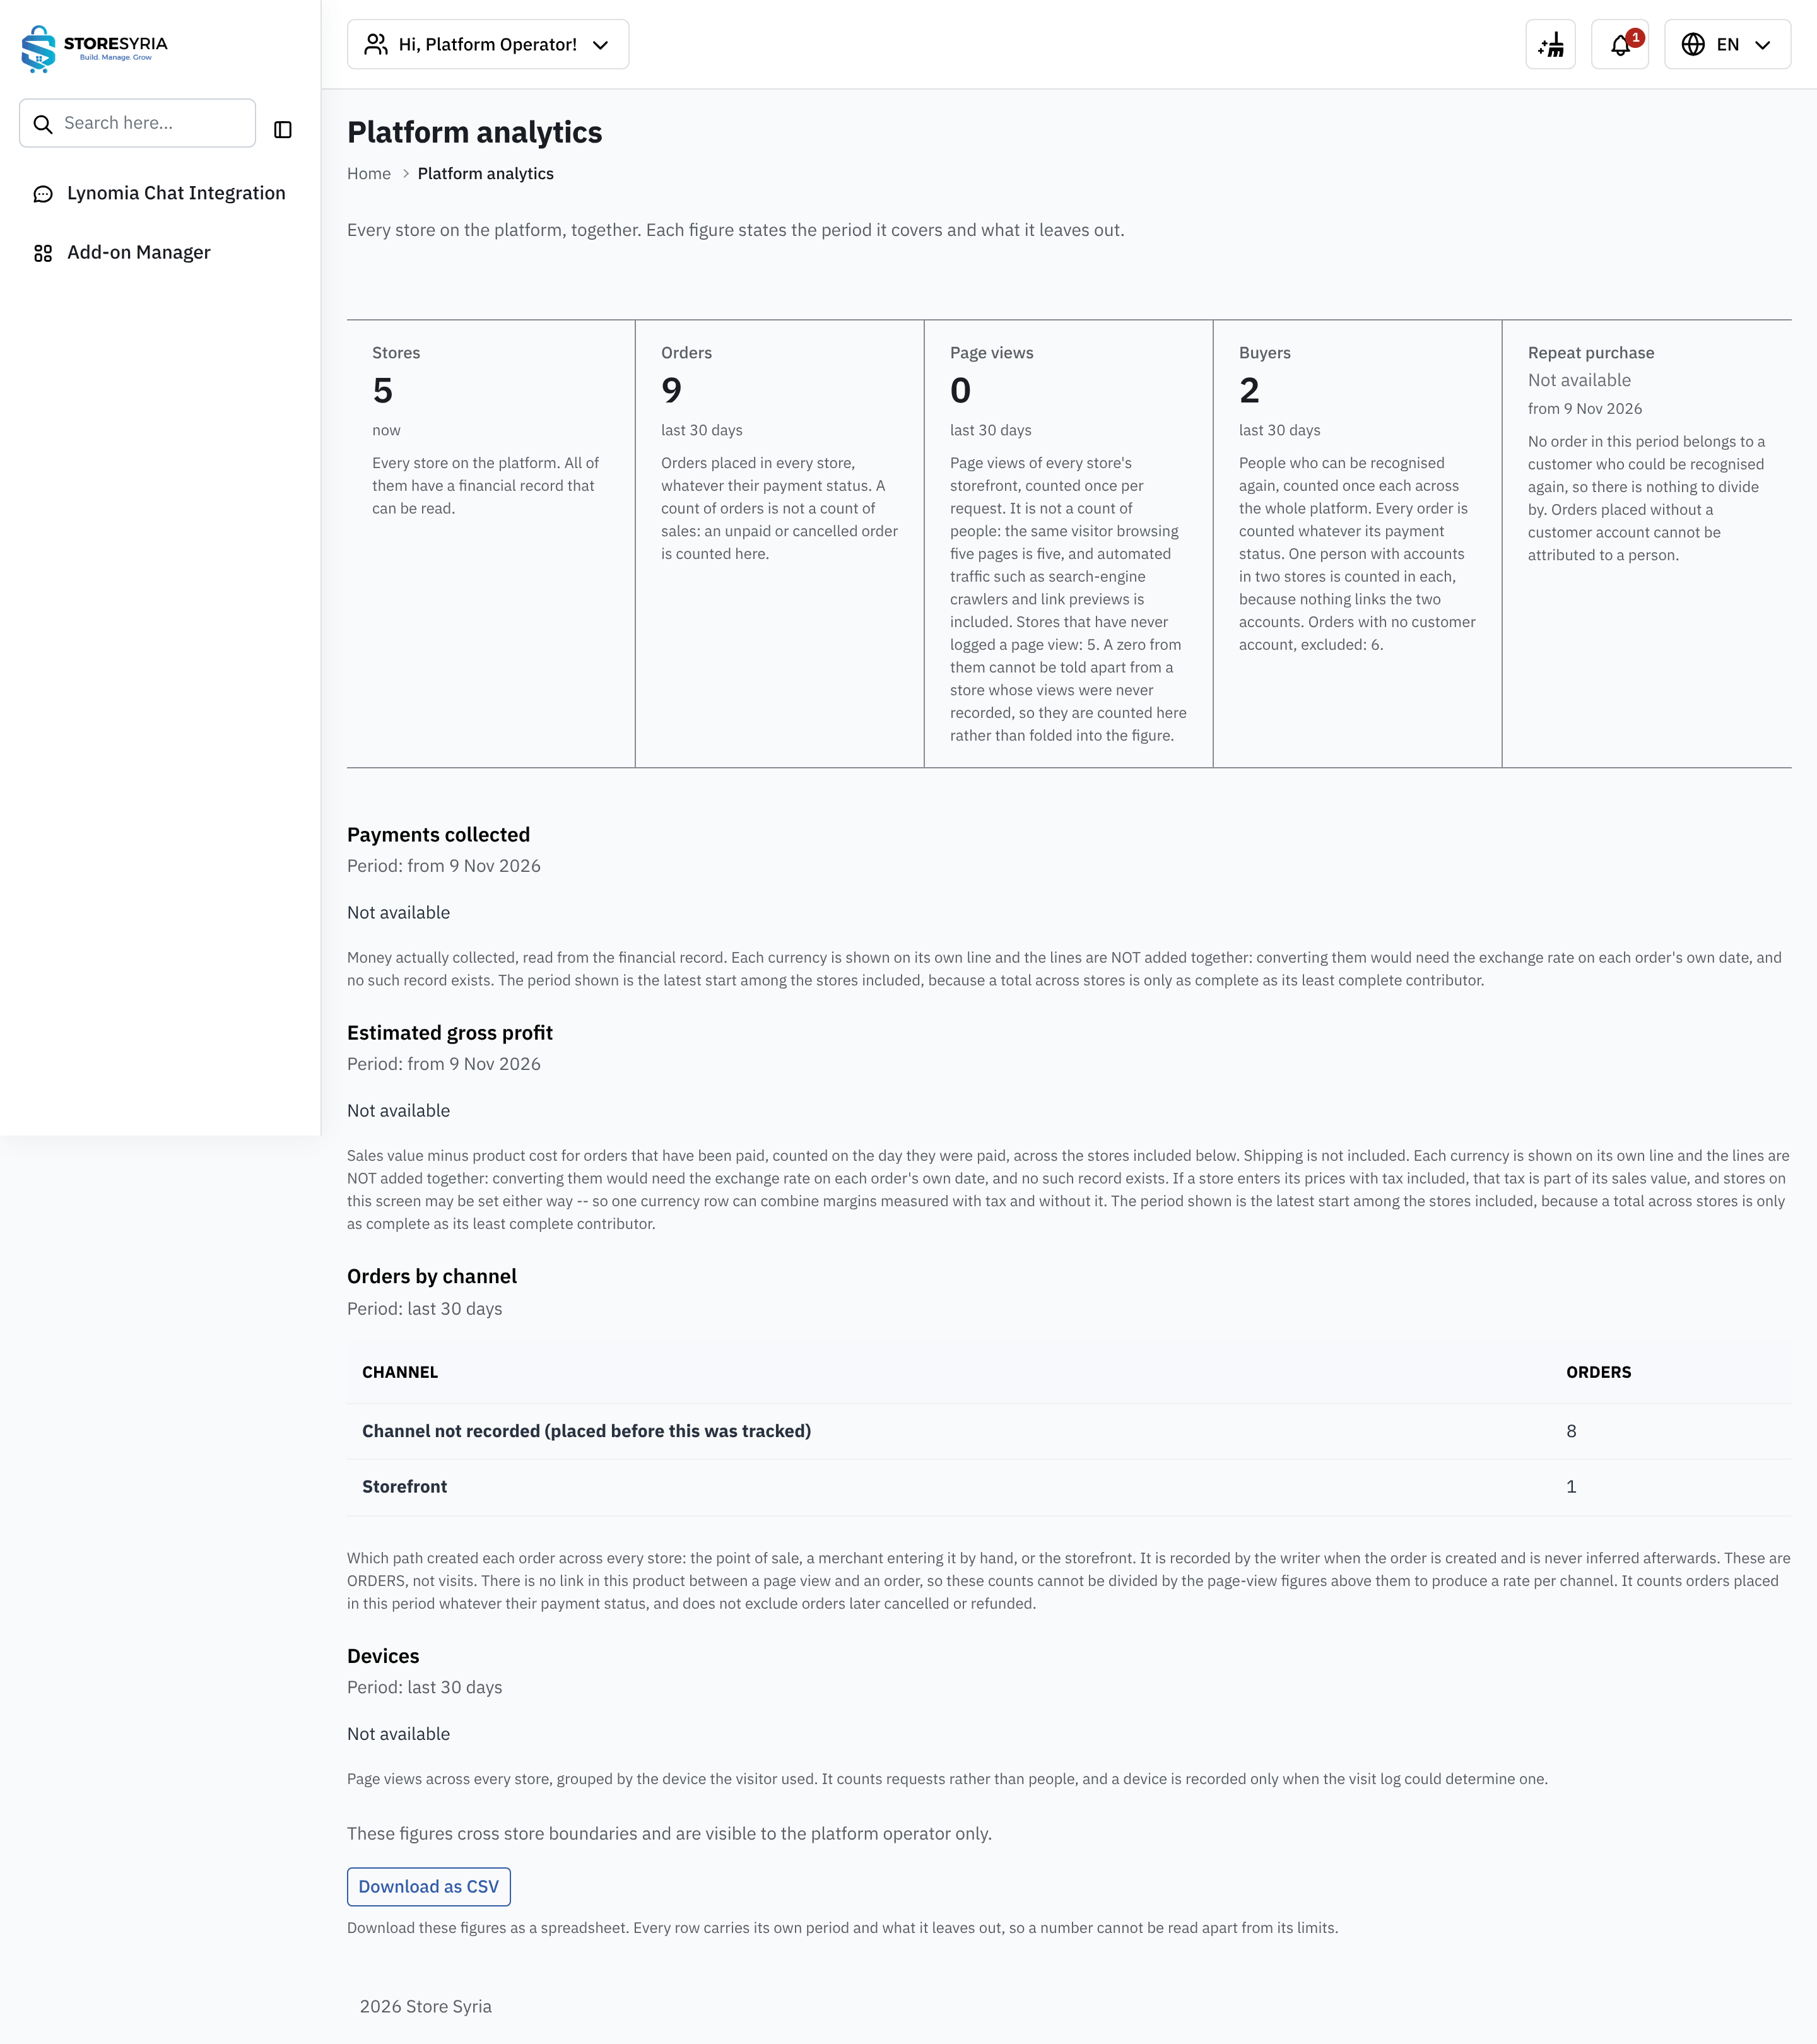 STORESYRIA
Build. Manage. Grow
Hi, Platform Operator!
1
EN
Search here...
Lynomia Chat Integration
Add-on Manager
Platform analytics
Home > Platform analytics
Every store on the platform, together. Each figure states the period it covers and what it leaves out.
Stores
5
now
Every store on the platform. All of
them have a financial record that
can be read.
Orders
9
last 30 days
Orders placed in every store,
whatever their payment status. A
count of orders is not a count of
sales: an unpaid or cancelled order
is counted here.
Page views
0
last 30 days
Page views of every store's
storefront, counted once per
request. It is not a count of
people: the same visitor browsing
five pages is five, and automated
traffic such as search-engine
crawlers and link previews is
included. Stores that have never
logged a page view: 5. A zero from
them cannot be told apart from a
store whose views were never
recorded, so they are counted here
rather than folded into the figure.
Buyers
2
last 30 days
People who can be recognised
again, counted once each across
the whole platform. Every order is
counted whatever its payment
status. One person with accounts
in two stores is counted in each,
because nothing links the two
accounts. Orders with no customer
account, excluded: 6.
Repeat purchase
Not available
from 9 Nov 2026
No order in this period belongs to a
customer who could be recognised
again, so there is nothing to divide
by. Orders placed without a
customer account cannot be
attributed to a person.
Payments collected
Period: from 9 Nov 2026
Not available
Money actually collected, read from the financial record. Each currency is shown on its own line and the lines are NOT added together: converting them would need the exchange rate on each order's own date, and
no such record exists. The period shown is the latest start among the stores included, because a total across stores is only as complete as its least complete contributor.
Estimated gross profit
Period: from 9 Nov 2026
Not available
Sales value minus product cost for orders that have been paid, counted on the day they were paid, across the stores included below. Shipping is not included. Each currency is shown on its own line and the lines are
NOT added together: converting them would need the exchange rate on each order's own date, and no such record exists. If a store enters its prices with tax included, that tax is part of its sales value, and stores on
this screen may be set either way -- so one currency row can combine margins measured with tax and without it. The period shown is the latest start among the stores included, because a total across stores is only
as complete as its least complete contributor.
Orders by channel
Period: last 30 days
CHANNEL ORDERS
Channel not recorded (placed before this was tracked) 8
Storefront 1
Which path created each order across every store: the point of sale, a merchant entering it by hand, or the storefront. It is recorded by the writer when the order is created and is never inferred afterwards. These are
ORDERS, not visits. There is no link in this product between a page view and an order, so these counts cannot be divided by the page-view figures above them to produce a rate per channel. It counts orders placed
in this period whatever their payment status, and does not exclude orders later cancelled or refunded.
Devices
Period: last 30 days
Not available
Page views across every store, grouped by the device the visitor used. It counts requests rather than people, and a device is recorded only when the visit log could determine one.
These figures cross store boundaries and are visible to the platform operator only.
Download as CSV
Download these figures as a spreadsheet. Every row carries its own period and what it leaves out, so a number cannot be read apart from its limits.
2026 Store Syria